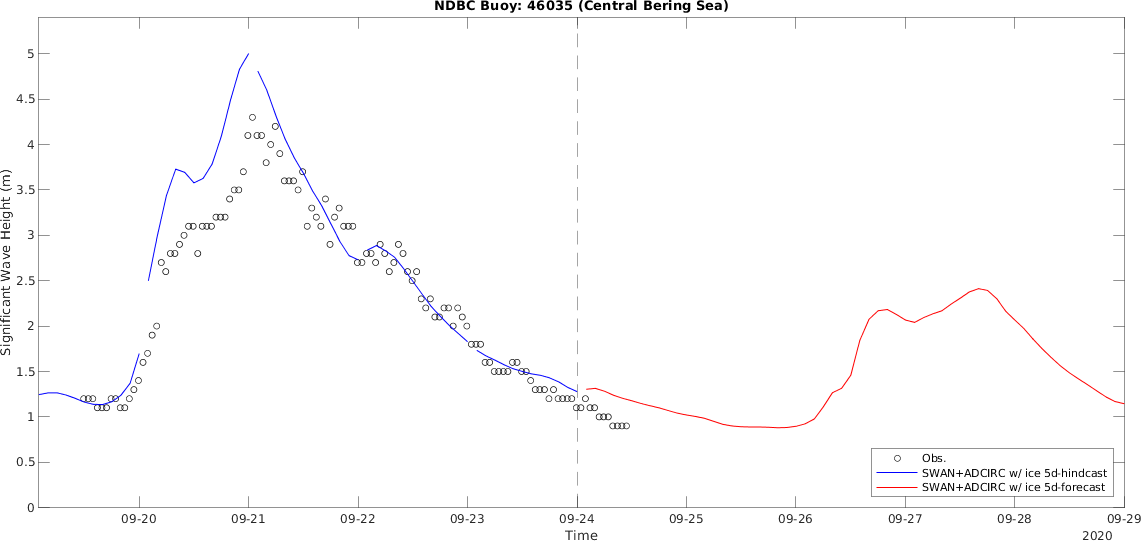 NDBC Buoy: 46035 (Central Bering Sea)
5
4.5
4
3.5
3
2.5
2
1.5
1
0.5
0
Significant Wave Height (m)
Obs.
SWAN+ADCIRC w/ ice 5d-hindcast
SWAN+ADCIRC w/ ice 5d-forecast
09-20 09-21 09-22 09-23 09-24 09-25 09-26 09-27 09-28 09-29
Time
2020